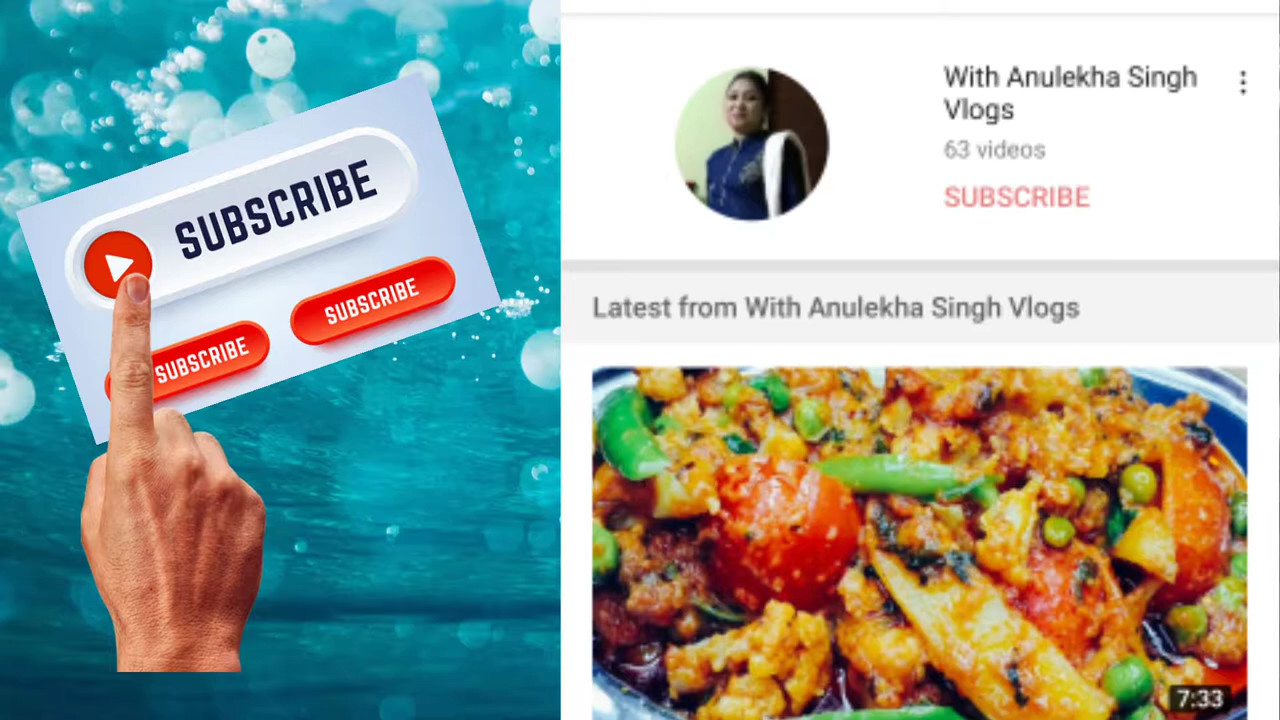 SUBSCRIBE
SUBSCRIBE
SUBSCRIBE
With Anulekha Singh
Vlogs
63 videos
SUBSCRIBE
Latest from With Anulekha Singh Vlogs
7:33